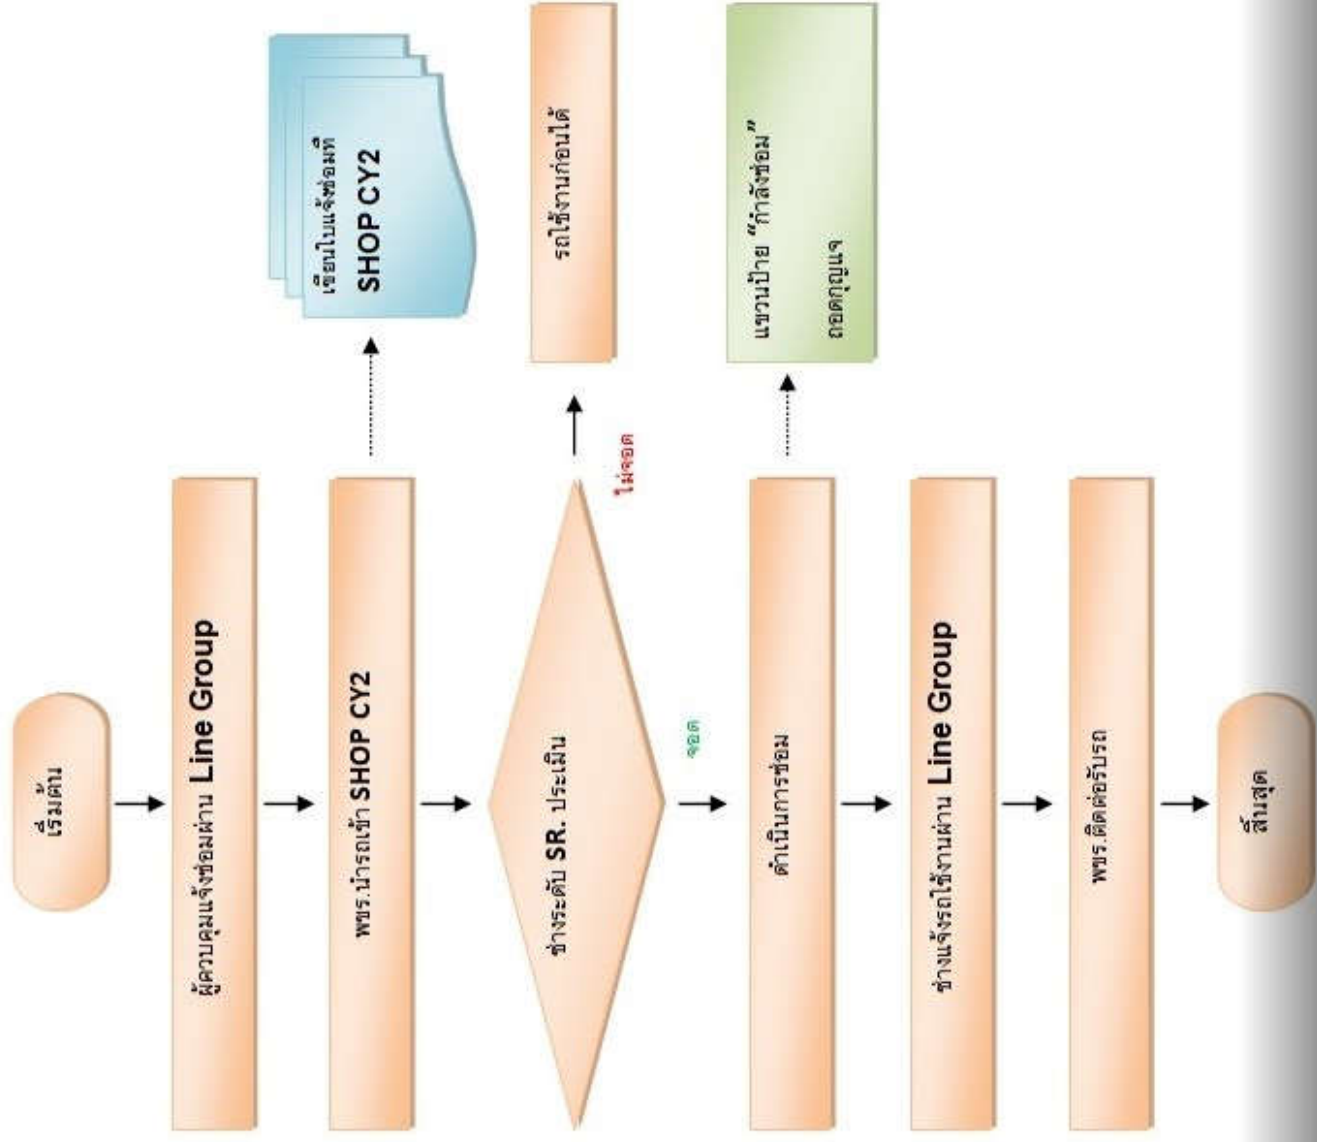 เริ่มต้น
ผู้ควบคุมแจ้งซ่อมผ่าน Line Group
พขร.นำรถเข้า SHOP CY2
เขียนใบแจ้งซ่อมที่
SHOP CY2
ช่างระดับ SR. ประเมิน
ไม่จอด
รถใช้งานก่อนได้
จอด
ดำเนินการซ่อม
แขวนป้าย “กำลังซ่อม”
ถอดกุญแจ
ช่างแจ้งรถใช้งานผ่าน Line Group
พขร.ติดต่อรับรถ
สิ้นสุด